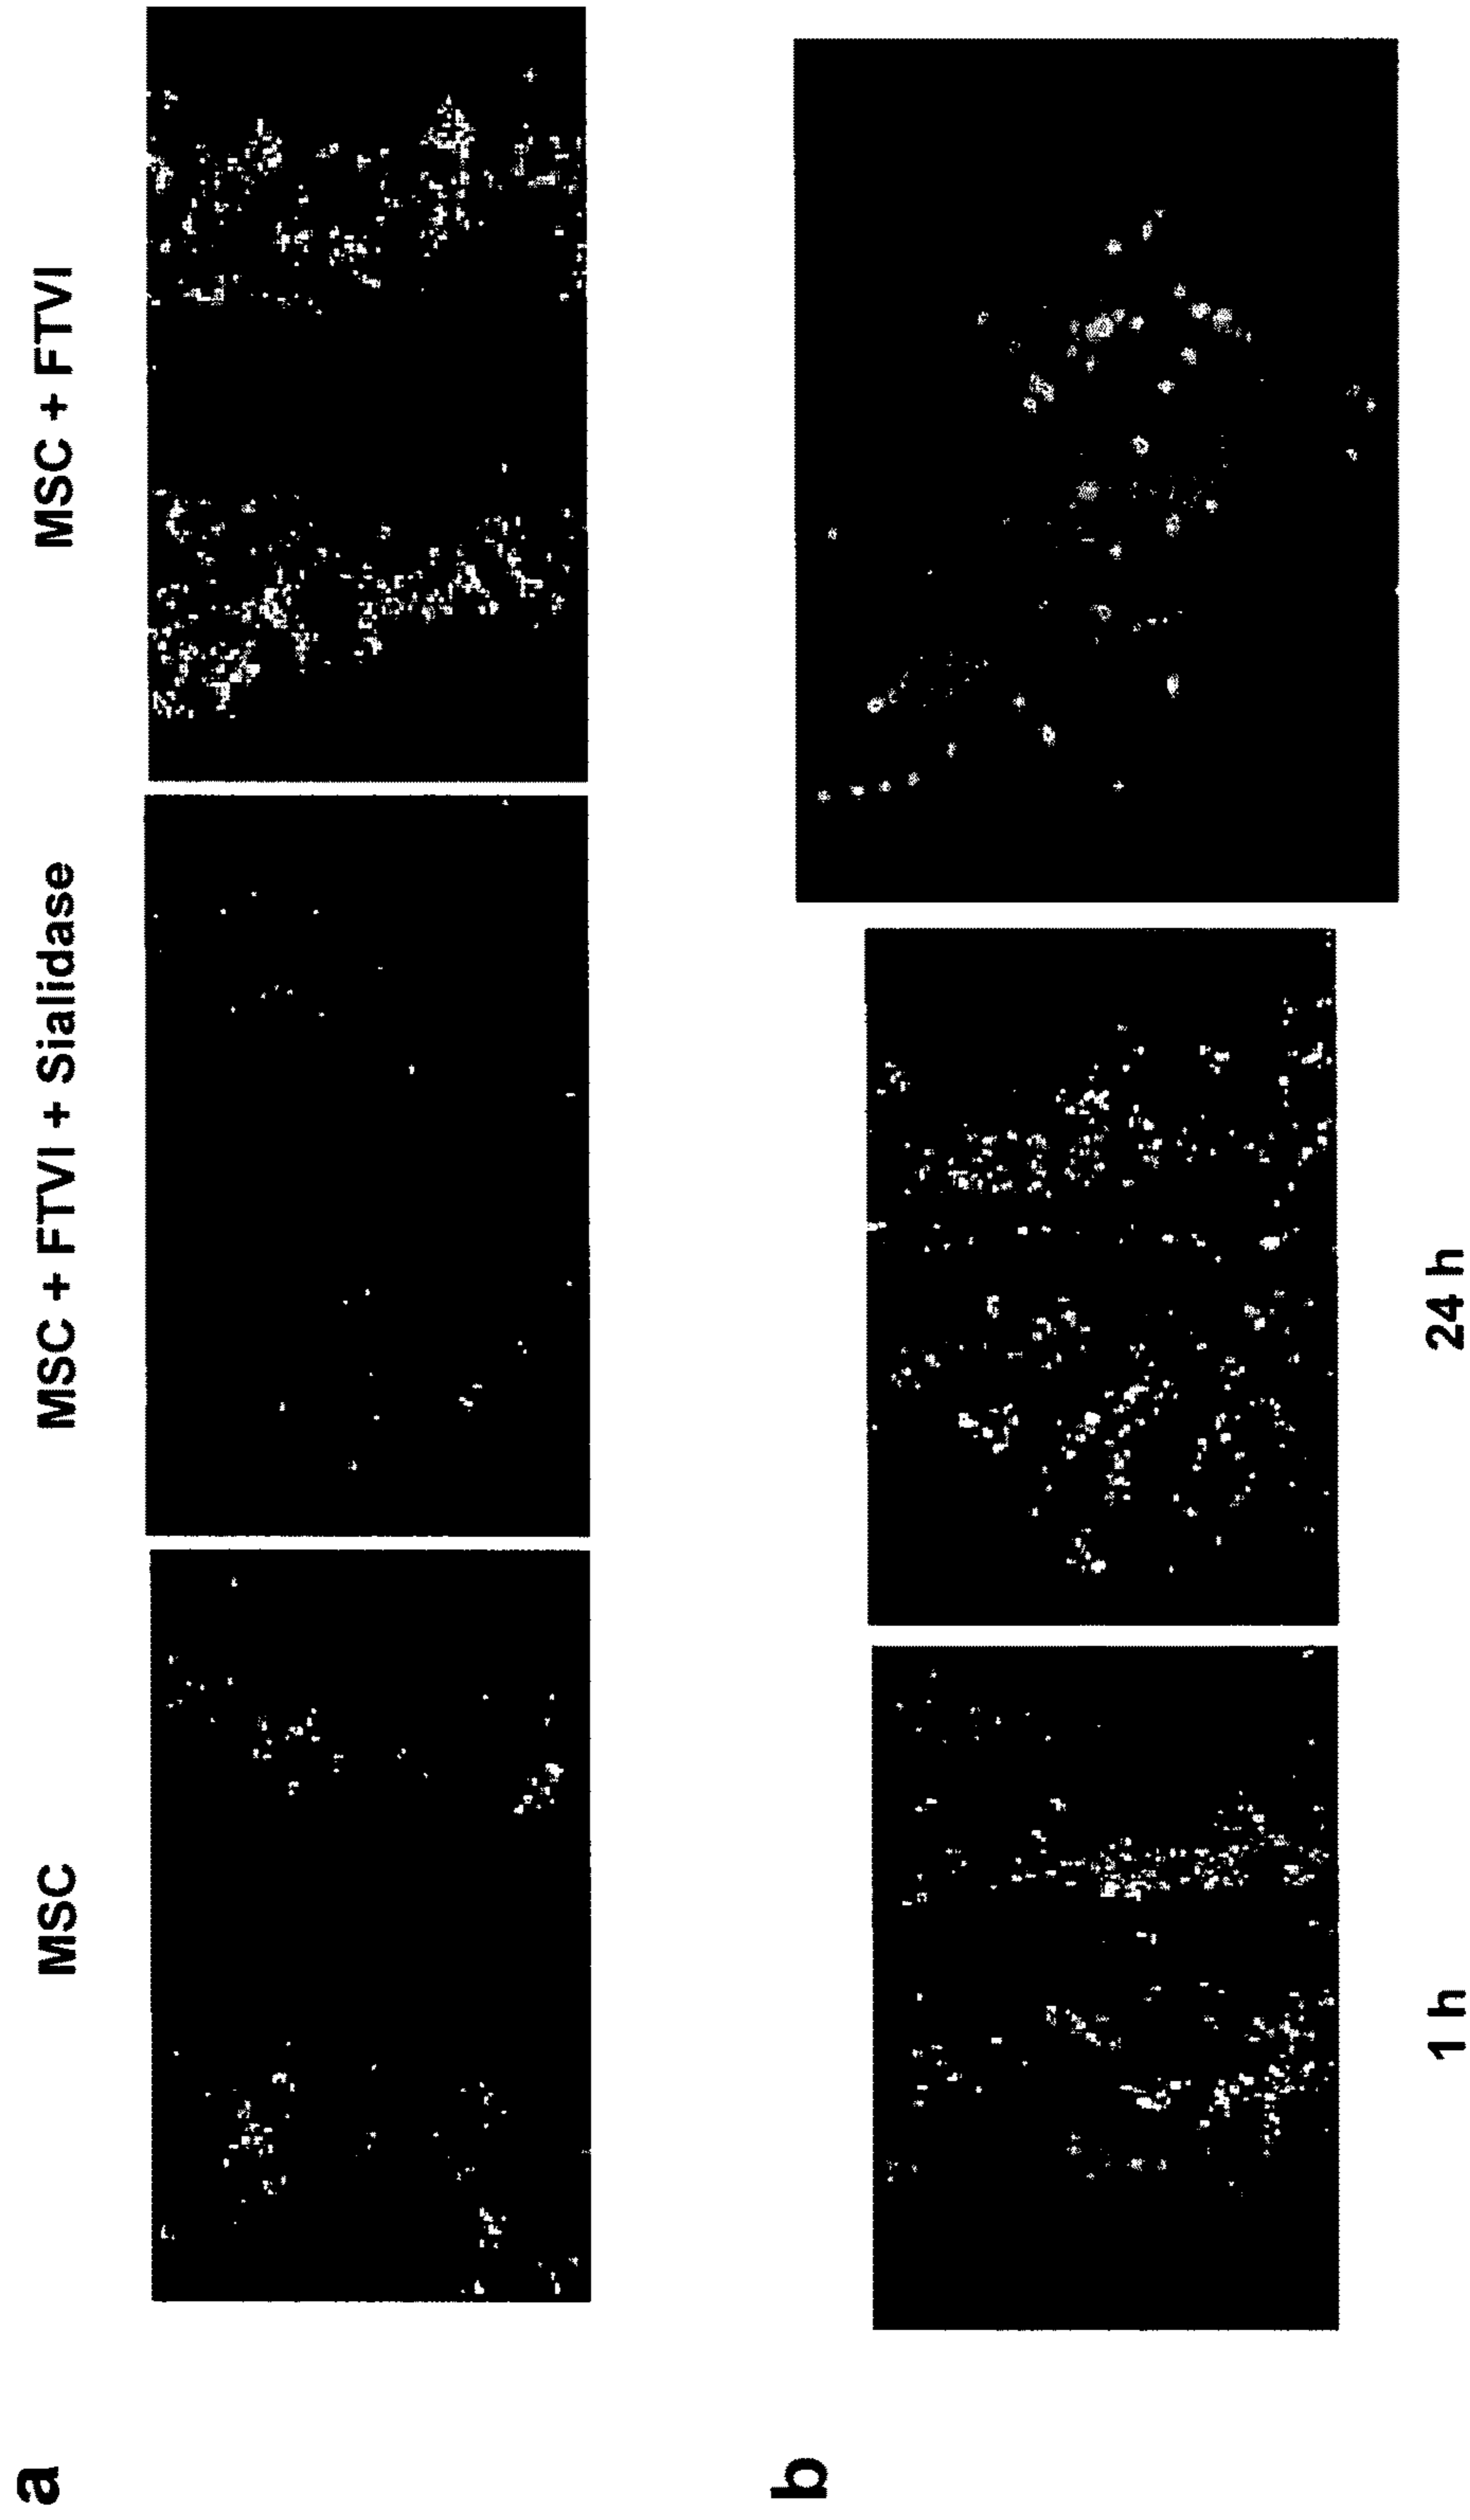 a
MSC
MSC + FTVI + Sialidase
MSC + FTVI
b
1 h
24 h